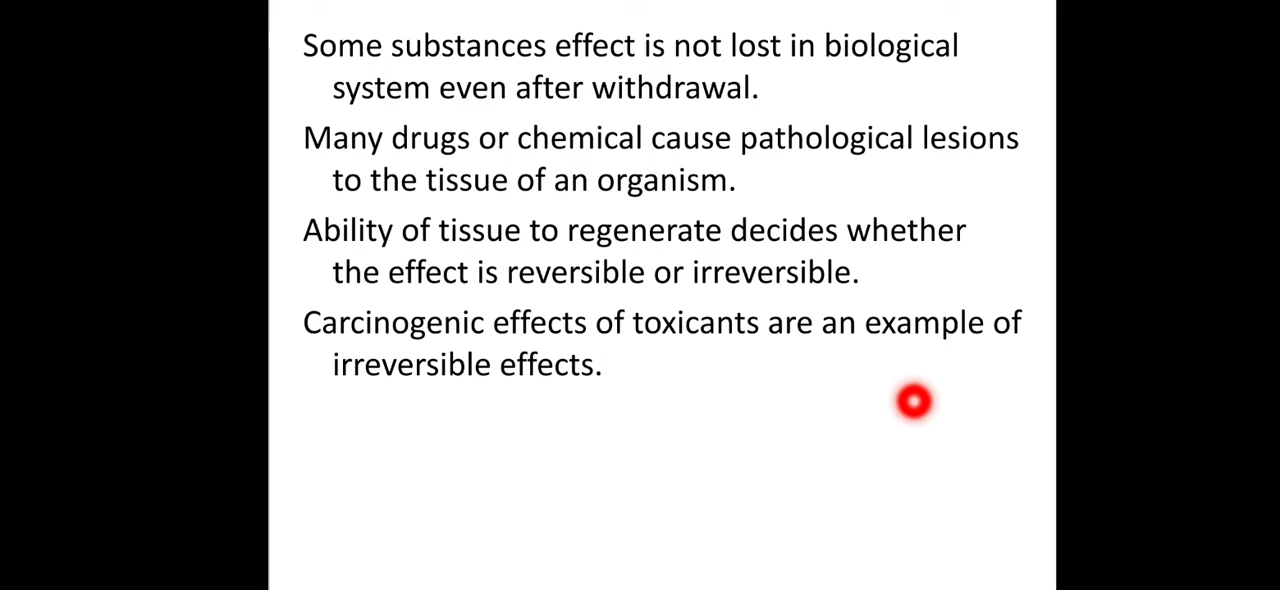 Some substances effect is not lost in biological
system even after withdrawal.
Many drugs or chemical cause pathological lesions
to the tissue of an organism.
Ability of tissue to regenerate decides whether
the effect is reversible or irreversible.
Carcinogenic effects of toxicants are an example of
irreversible effects.